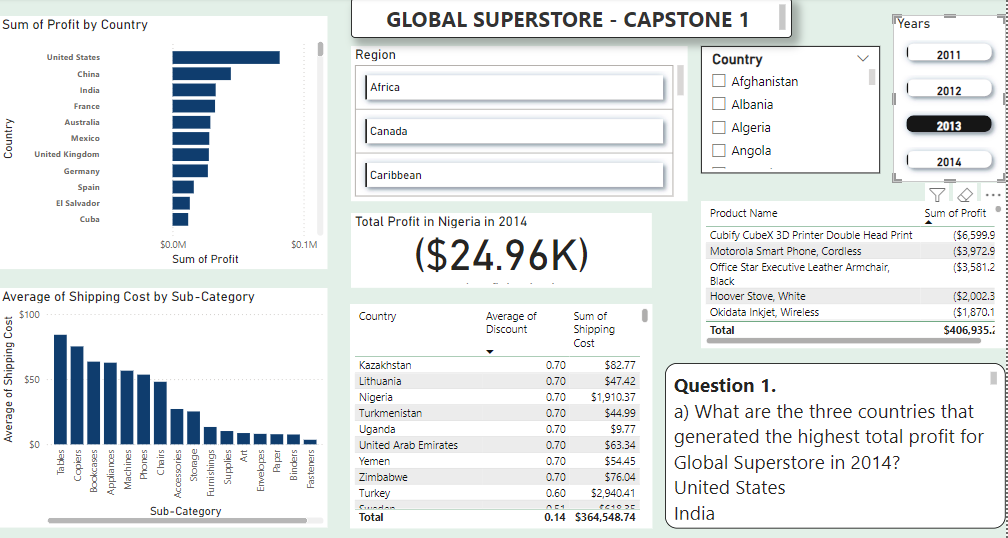 GLOBAL SUPERSTORE - CAPSTONE 1
Sum of Profit by Country
Country
United States
China
India
France
Australia
Mexico
United Kingdom
Germany
Spain
El Salvador
Cuba
$0.0M $0.1M
Sum of Profit
Region
Africa
Canada
Caribbean
Country
Afghanistan
Albania
Algeria
Angola
Years
2011
2012
2013
2014
Total Profit in Nigeria in 2014
($24.96K)
Product Name Sum of Profit
Cubify CubeX 3D Printer Double Head Print ($6,599.9
Motorola Smart Phone, Cordless ($3,972.9
Office Star Executive Leather Armchair, ($3,581.2
Black
Hoover Stove, White ($2,002.3
Okidata Inkjet, Wireless ($1,870.1
Total $406,935.
Average of Shipping Cost by Sub-Category
Average of Shipping Cost
$100
$50
$0
Tables
Copiers
Bookcases
Appliances
Machines
Phones
Chairs
Accessories
Storage
Furnishings
Supplies
Art
Envelopes
Paper
Binders
Fasteners
Sub-Category
Country Average of Sum of
Discount Shipping
Cost
Kazakhstan 0.70 $82.77
Lithuania 0.70 $47.42
Nigeria 0.70 $1,910.37
Turkmenistan 0.70 $44.99
Uganda 0.70 $9.77
United Arab Emirates 0.70 $63.34
Yemen 0.70 $54.45
Zimbabwe 0.70 $76.04
Turkey 0.60 $2,940.41
Total 0.14 $364,548.74
Question 1.
a) What are the three countries that
generated the highest total profit for
Global Superstore in 2014?
United States
India